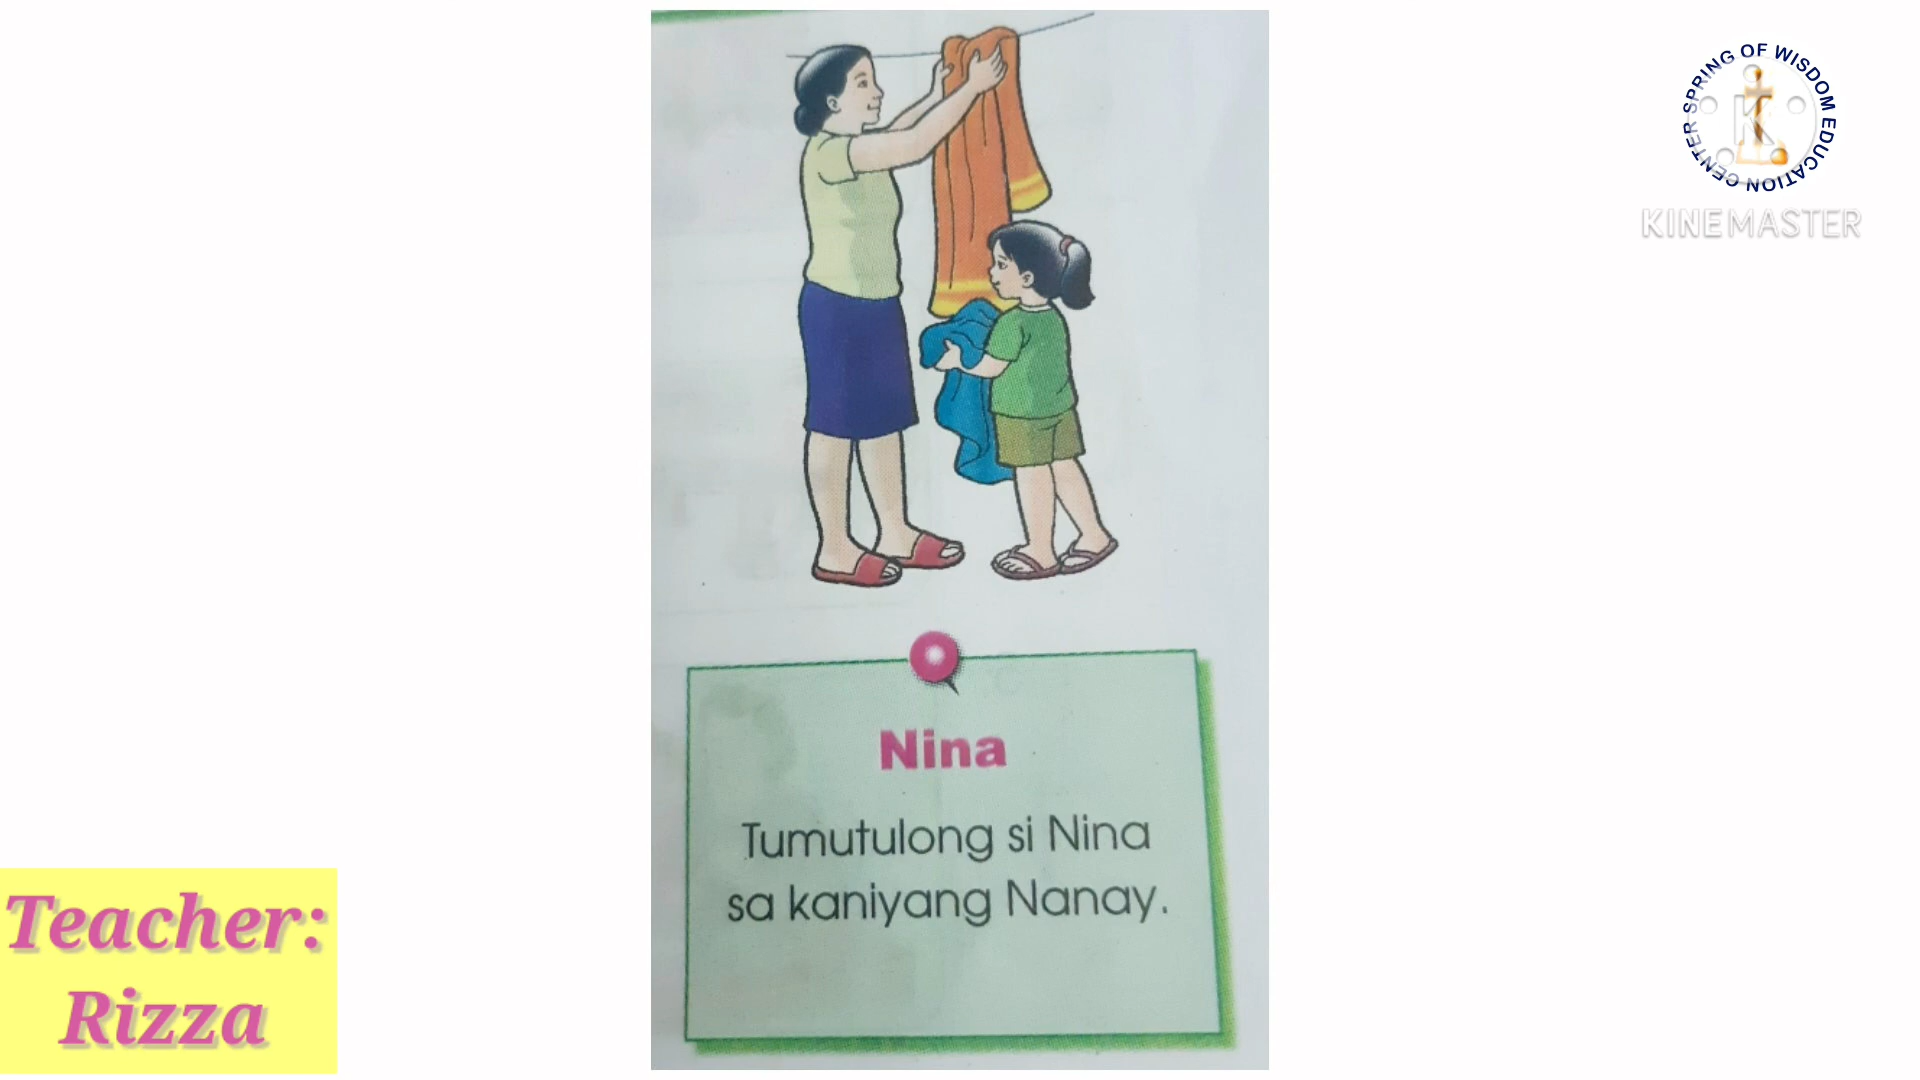 SPRING OF WISDOM EDUCATION CENTER
KINEMASTER
Nina
Tumutulong si Nina
sa kaniyang Nanay.
Teacher:
Rizza